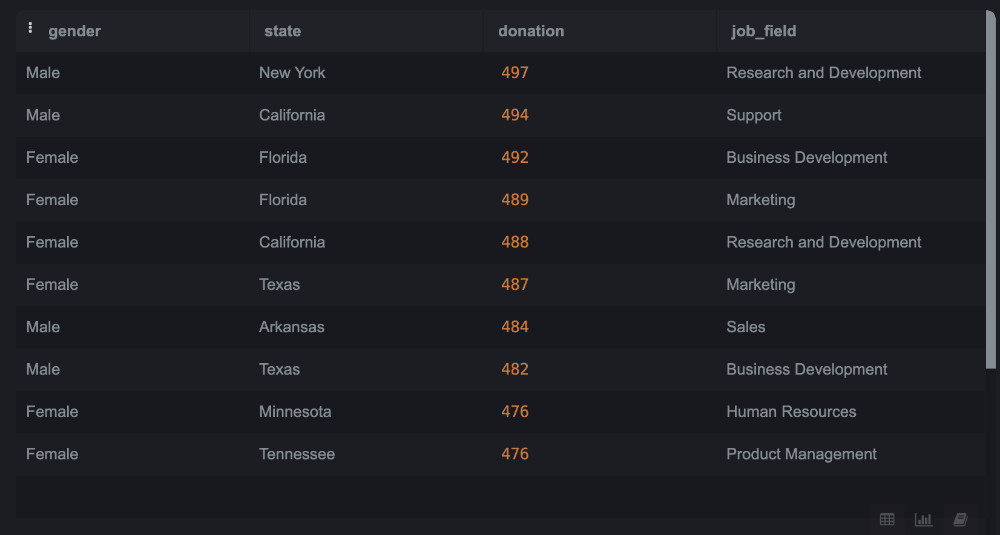 gender state donation job_field
Male New York 497 Research and Development
Male California 494 Support
Female Florida 492 Business Development
Female Florida 489 Marketing
Female California 488 Research and Development
Female Texas 487 Marketing
Male Arkansas 484 Sales
Male Texas 482 Business Development
Female Minnesota 476 Human Resources
Female Tennessee 476 Product Management